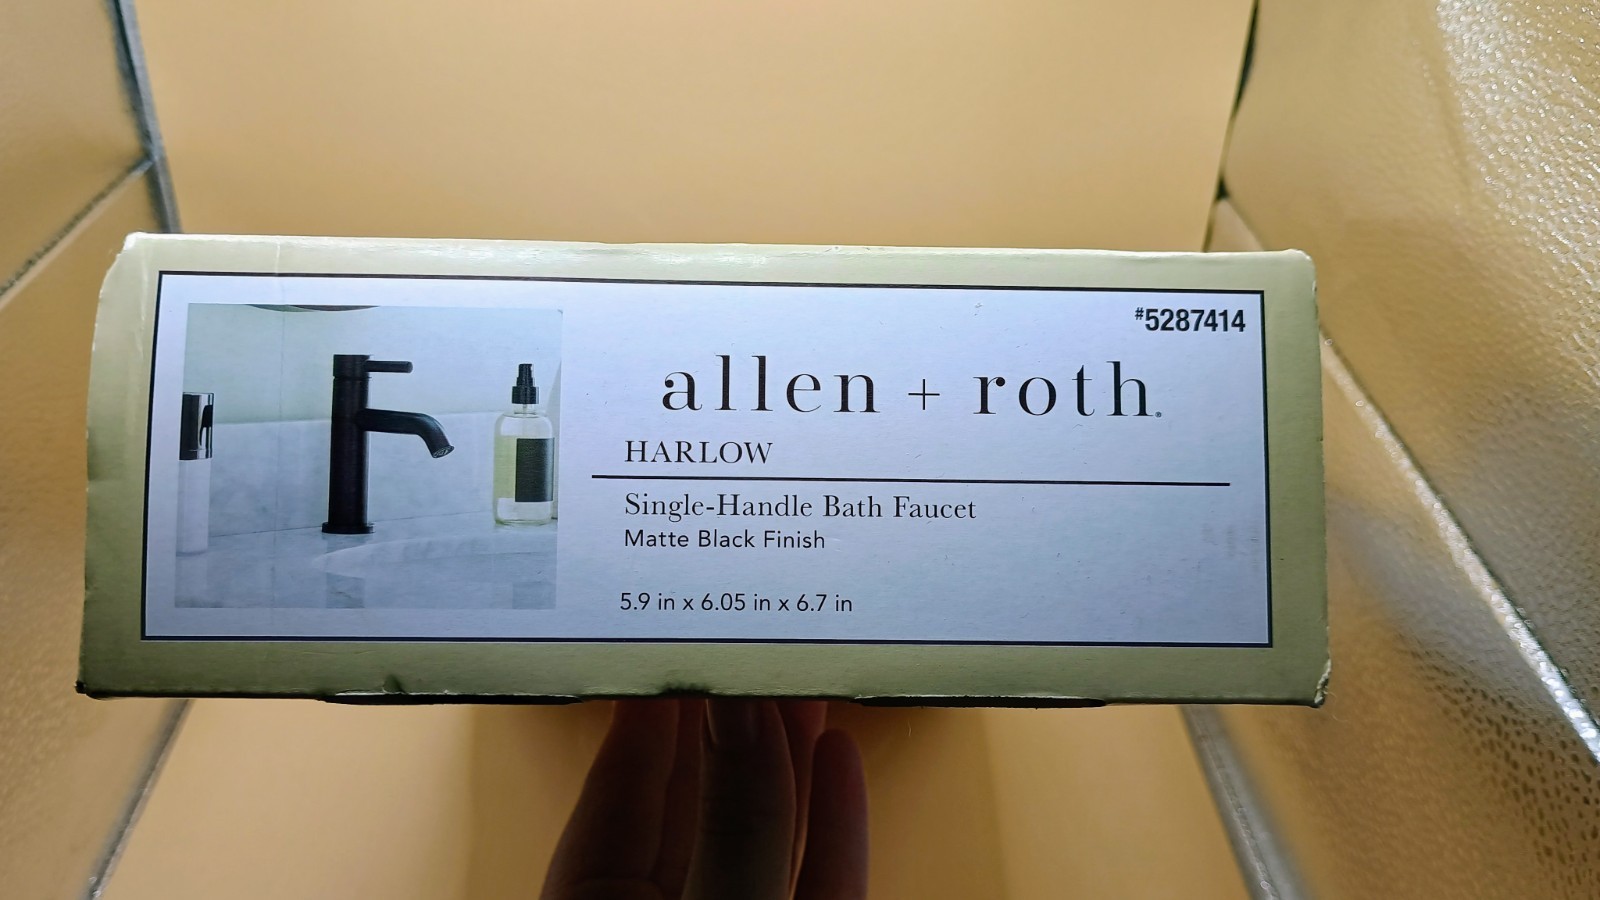 #5287414
allen + roth®
HARLOW
Single-Handle Bath Faucet
Matte Black Finish
5.9 in x 6.05 in x 6.7 in